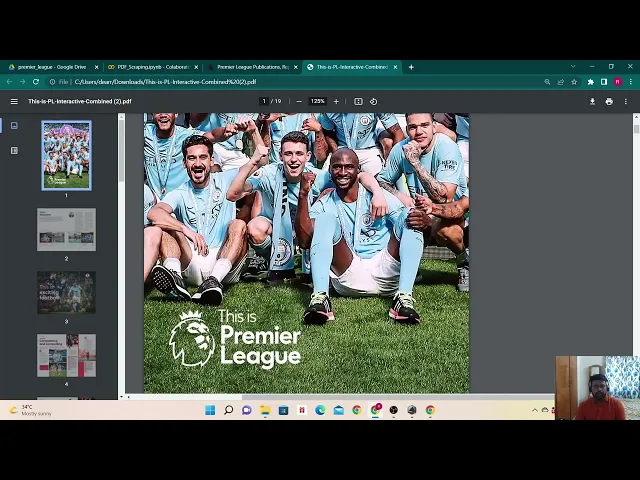 premier_league - Google Drive
PDF_Scraping.ipynb - Colaborat
Premier League Publications, Re
This-is-PL-Interactive-Combined
File
C:/Users/dearr/Downloads/This-is-PL-Interactive-Combined%20(2).pdf
This-is-PL-Interactive-Combined (2).pdf
1 / 19
125%
1
2
3
4
This is
Premier
League
34°C
Mostly sunny